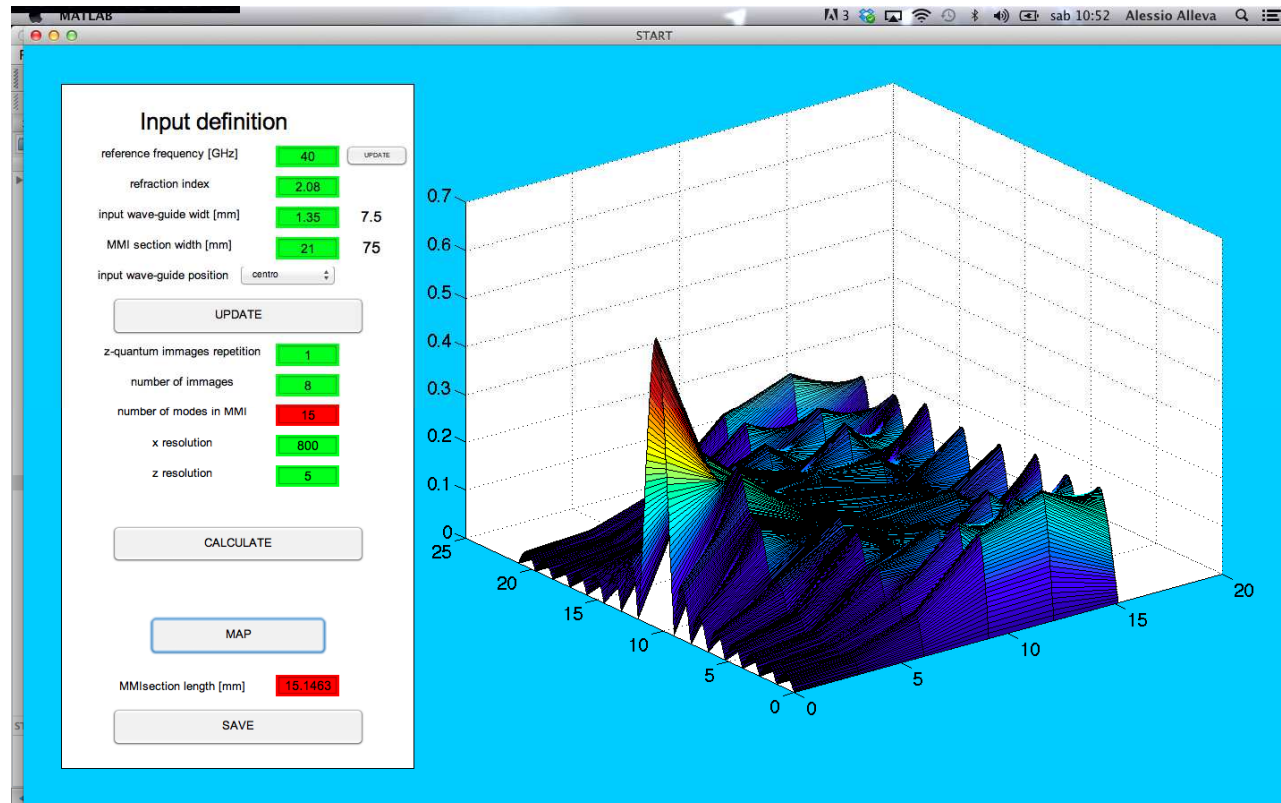 MATLAB 3 sab 10:52 Alessio Alleva
START
Input definition
reference frequency [GHz] 40 UPDATE
refraction index 2.08
input wave-guide widt [mm] 1.35 7.5
MMI section width [mm] 21 75
input wave-guide position centro
UPDATE
z-quantum immages repetition 1
number of immages 8
number of modes in MMI 15
x resolution 800
z resolution 5
CALCULATE
MAP
MMIsection length [mm] 15.1463
SAVE
0.7
0.6
0.5
0.4
0.3
0.2
0.1
0
25
20
15
10
5
0
0
5
10
15
20